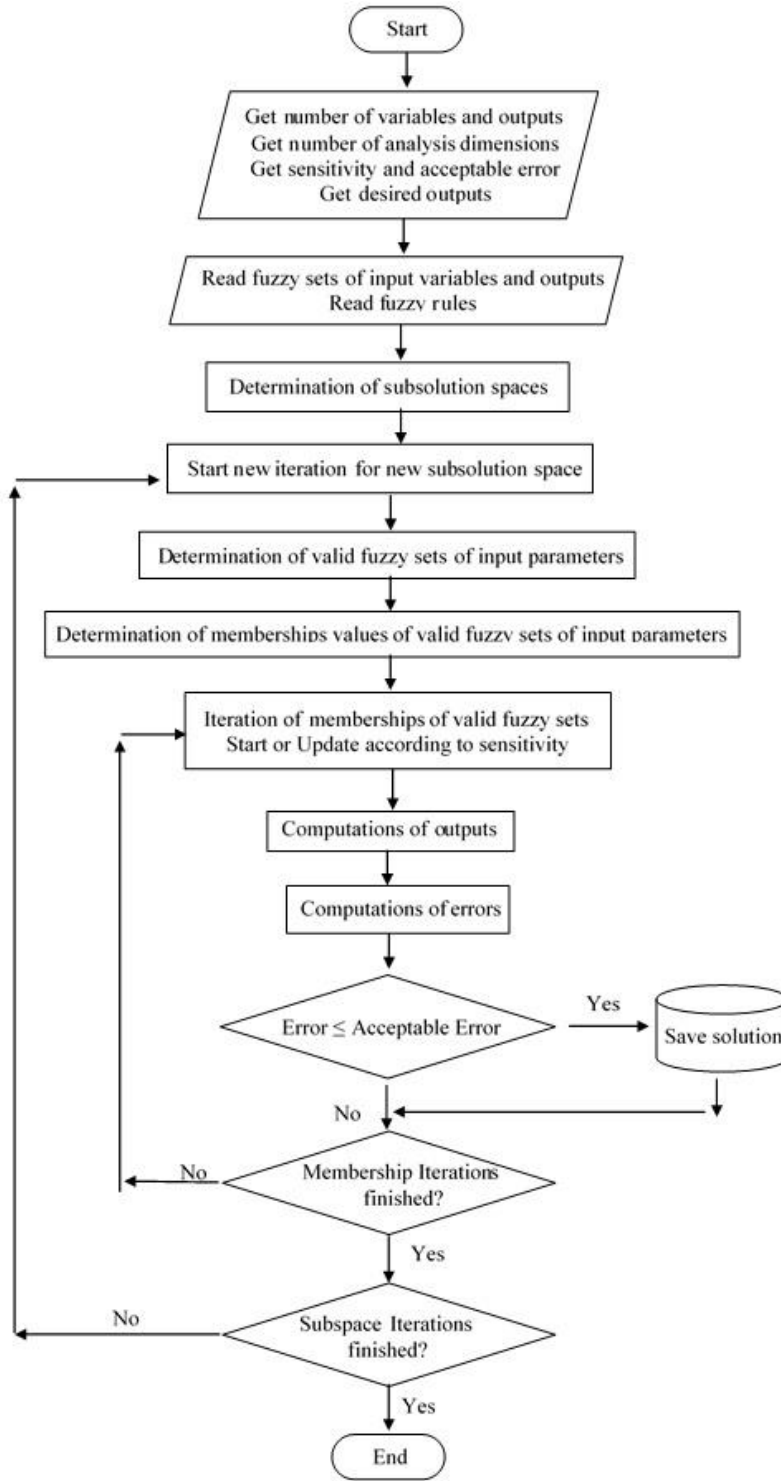 Start
Get number of variables and outputs
Get number of analysis dimensions
Get sensitivity and acceptable error
Get desired outputs
Read fuzzy sets of input variables and outputs
Read fuzzy rules
Determination of subsolution spaces
Start new iteration for new subsolution space
Determination of valid fuzzy sets of input parameters
Determination of memberships values of valid fuzzy sets of input parameters
Iteration of memberships of valid fuzzy sets
Start or Update according to sensitivity
Computations of outputs
Computations of errors
Error ≤ Acceptable Error
Yes
Save solution
No
Membership Iterations
finished?
No
Yes
Subspace Iterations
finished?
No
Yes
End